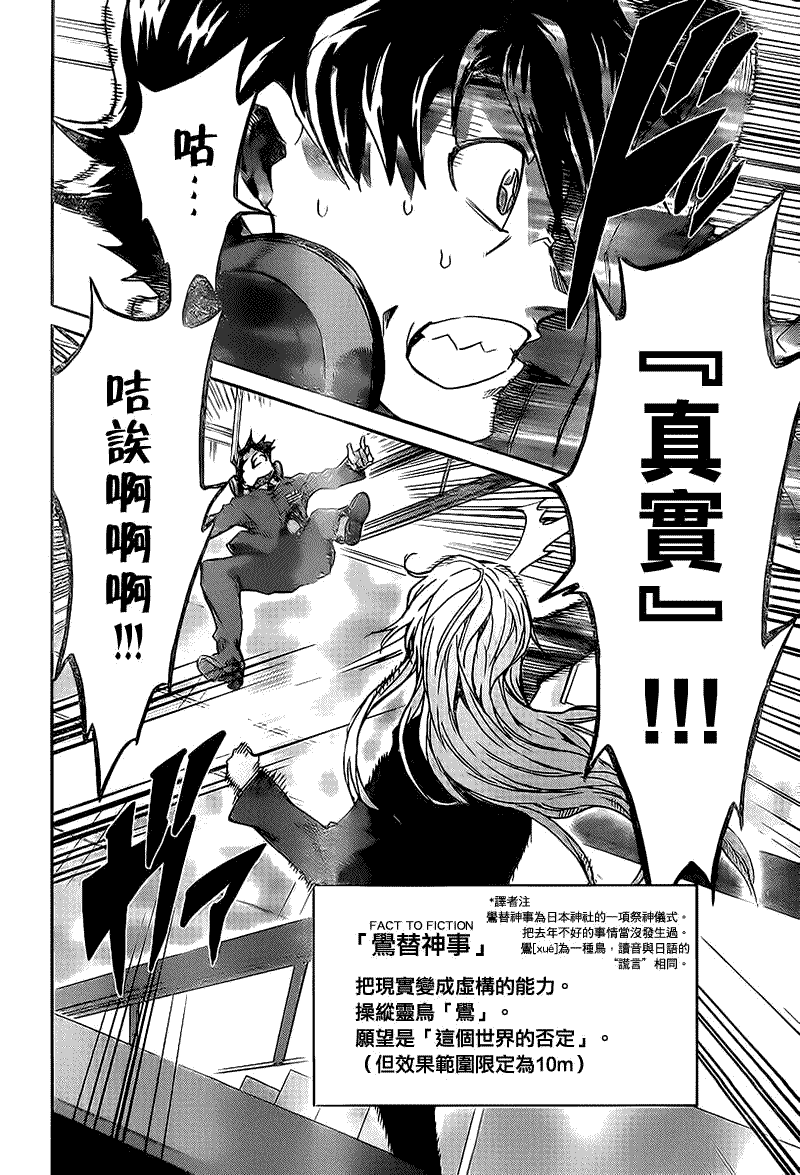 『真實』!!!
咕…
咭誒啊啊啊!!!
ドド
ガッ
*譯者注
鷽替神事為日本神社的一項祭神儀式。
把去年不好的事情當沒發生過。
鷽[xué]為一種鳥，讀音與日語的
“謊言”相同。
FACT TO FICTION
「鷽替神事」
把現實變成虛構的能力。
操縱靈鳥「鷽」。
願望是「這個世界的否定」。
（但效果範圍限定為10m）